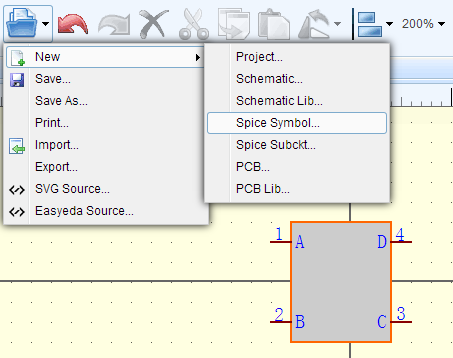 200%
New
Save...
Save As...
Print...
Import...
Export...
SVG Source...
Easyeda Source...
Project...
Schematic...
Schematic Lib...
Spice Symbol...
Spice Subckt...
PCB...
PCB Lib...
1 A D 4
2 B C 3